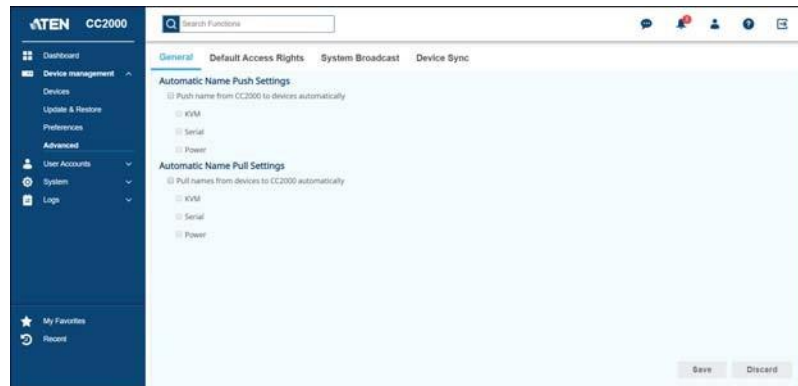 ATEN CC2000
Search Functions
Dashboard
Device management
Devices
Update & Restore
Preferences
Advanced
User Accounts
System
Logs
My Favorites
Recent
General Default Access Rights System Broadcast Device Sync
Automatic Name Push Settings
Push name from CC2000 to devices automatically
KVM
Serial
Power
Automatic Name Pull Settings
Pull names from devices to CC2000 automatically
KVM
Serial
Power
Save Discard